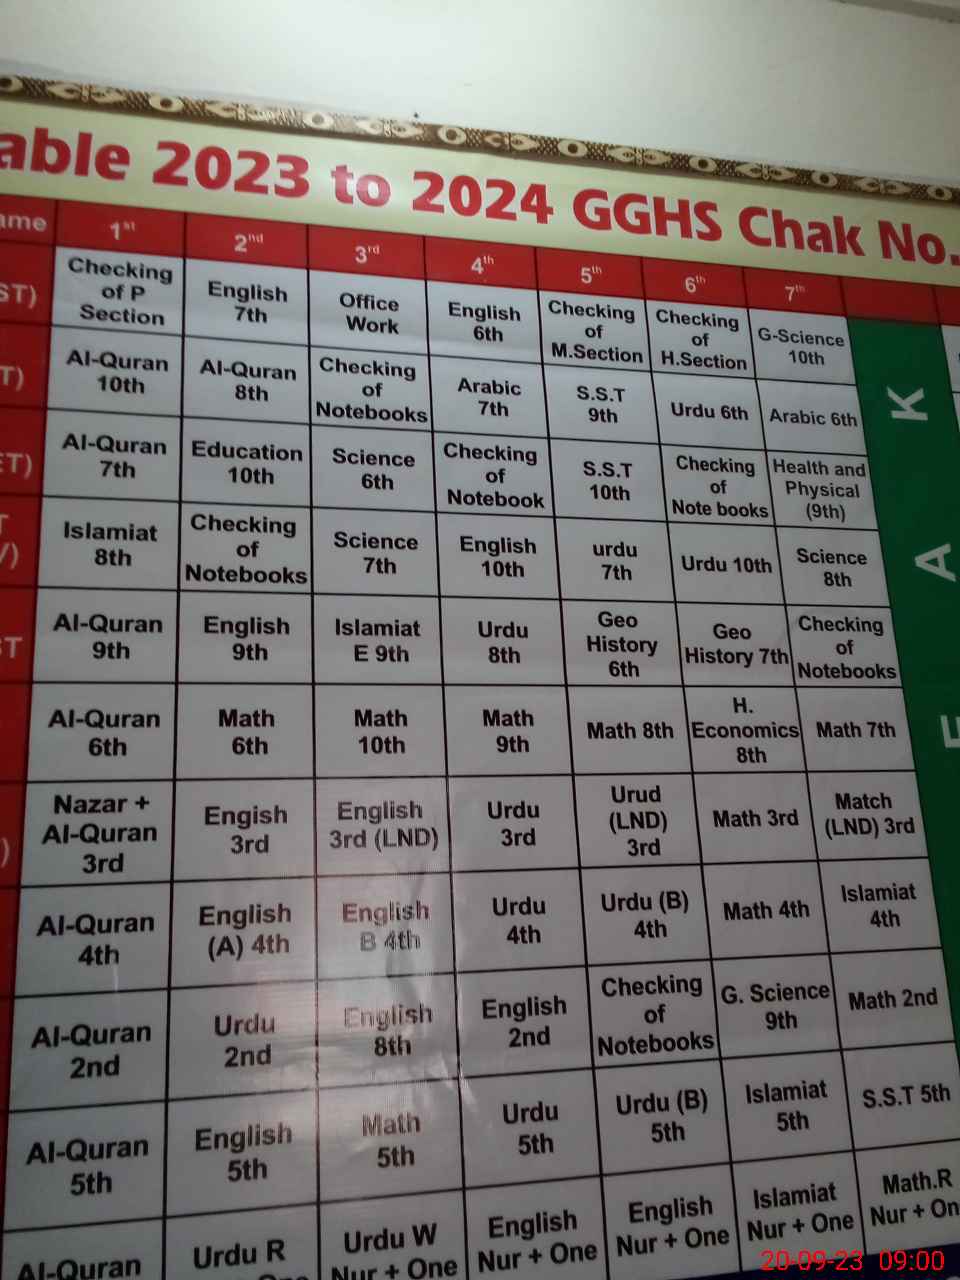 able 2023 to 2024 GGHS Chak No.
ame 1st 2nd 3rd 4th 5th 6th 7th
ST) Checking of P Section English 7th Office Work English 6th Checking of M.Section Checking of H.Section G-Science 10th
T) Al-Quran 10th Al-Quran 8th Checking of Notebooks Arabic 7th S.S.T 9th Urdu 6th Arabic 6th
ET) Al-Quran 7th Education 10th Science 6th Checking of Notebook S.S.T 10th Checking of Note books Health and Physical (9th)
Islamiat 8th Checking of Notebooks Science 7th English 10th urdu 7th Urdu 10th Science 8th
ST Al-Quran 9th English 9th Islamiat E 9th Urdu 8th Geo History 6th Geo History 7th Checking of Notebooks
Al-Quran 6th Math 6th Math 10th Math 9th Math 8th H. Economics 8th Math 7th
) Nazar + Al-Quran 3rd Engish 3rd English 3rd (LND) Urdu 3rd Urud (LND) 3rd Math 3rd Match (LND) 3rd
Al-Quran 4th English (A) 4th English B 4th Urdu 4th Urdu (B) 4th Math 4th Islamiat 4th
Al-Quran 2nd Urdu 2nd English 8th English 2nd Checking of Notebooks G. Science 9th Math 2nd
Al-Quran 5th English 5th Math 5th Urdu 5th Urdu (B) 5th Islamiat 5th S.S.T 5th
Al-Quran Urdu R Urdu W Nur + One English Nur + One English Nur + One Islamiat Nur + One Math.R Nur + On
E A K
20-09-23 09:00